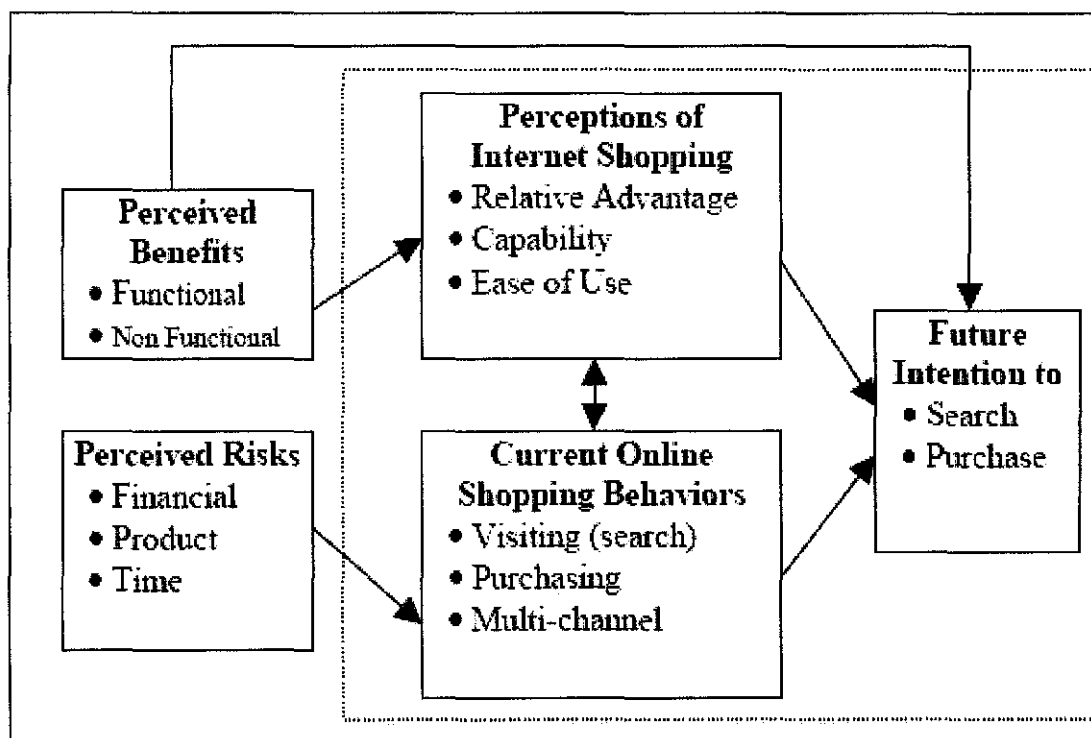 Perceptions of
Internet Shopping
• Relative Advantage
• Capability
• Ease of Use
Perceived
Benefits
• Functional
• Non Functional
Future
Intention to
• Search
• Purchase
Perceived Risks
• Financial
• Product
• Time
Current Online
Shopping Behaviors
• Visiting (search)
• Purchasing
• Multi-channel